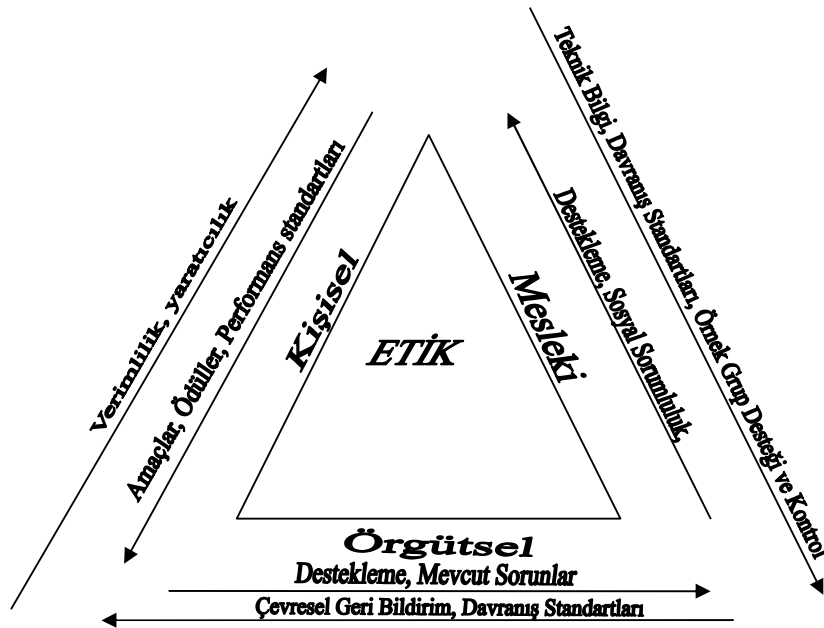 Verimlilik, yaratıcılık
Amaçlar, Ödüller, Performans standartları
Kişisel
ETİK
Mesleki
Destekleme, Sosyal Sorumluluk,
Teknik Bilgi, Davranış Standartları, Örnek Grup Desteği ve Kontrol
Örgütsel
Destekleme, Mevcut Sorunlar
Çevresel Geri Bildirim, Davranış Standartları